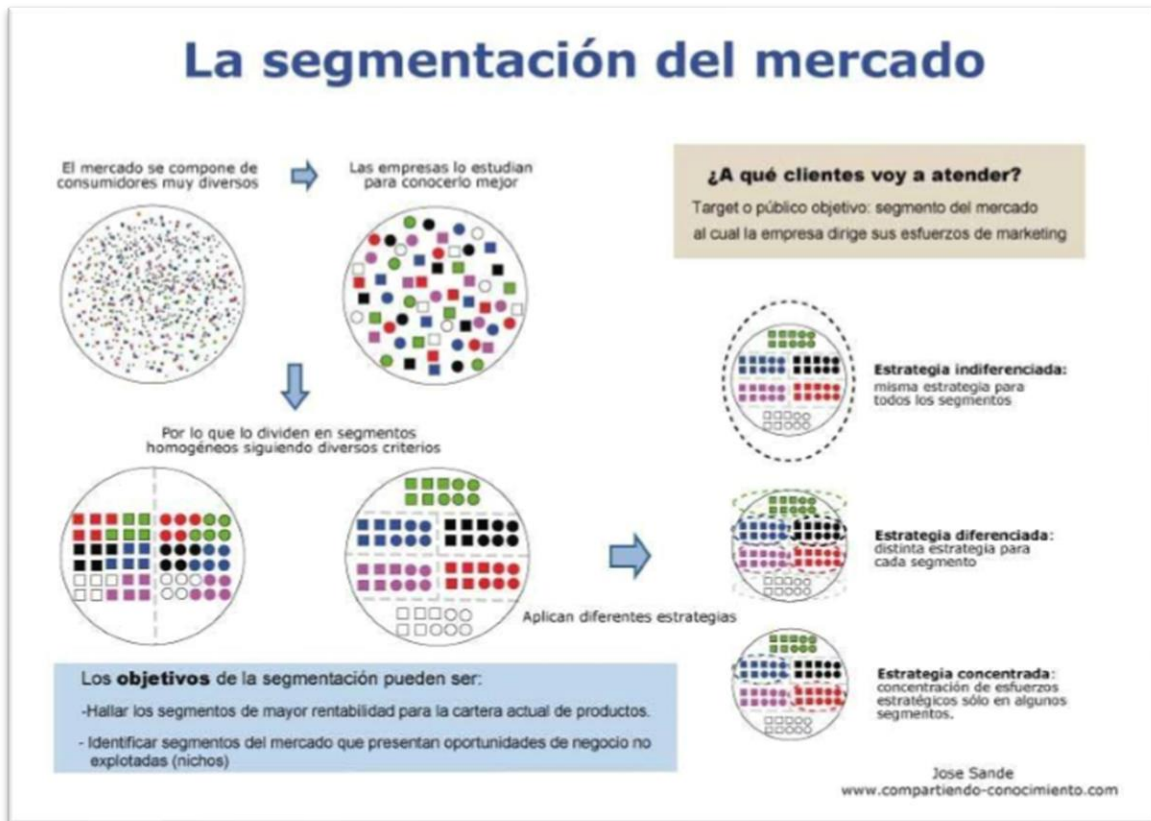 La segmentación del mercado
El mercado se compone de
consumidores muy diversos
Las empresas lo estudian
para conocerlo mejor
¿A qué clientes voy a atender?
Target o público objetivo: segmento del mercado
al cual la empresa dirige sus esfuerzos de marketing
Por lo que lo dividen en segmentos
homogéneos siguiendo diversos criterios
Estrategia indiferenciada:
misma estrategia para
todos los segmentos
Estrategia diferenciada:
distinta estrategia para
cada segmento
Aplican diferentes estrategias
Estrategia concentrada:
concentración de esfuerzos
estratégicos sólo en algunos
segmentos.
Los objetivos de la segmentación pueden ser:
-Hallar los segmentos de mayor rentabilidad para la cartera actual de productos.
- Identificar segmentos del mercado que presentan oportunidades de negocio no
explotadas (nichos)
Jose Sande
www.compartiendo-conocimiento.com